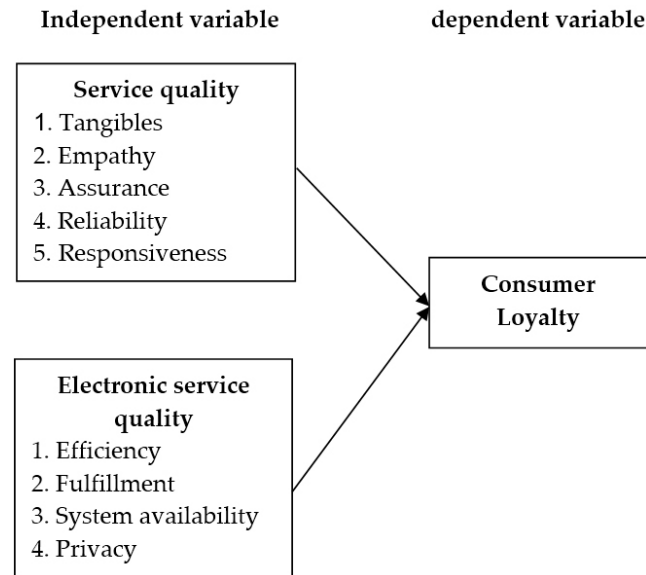 Independent variable
dependent variable
Service quality
1. Tangibles
2. Empathy
3. Assurance
4. Reliability
5. Responsiveness
Consumer
Loyalty
Electronic service
quality
1. Efficiency
2. Fulfillment
3. System availability
4. Privacy